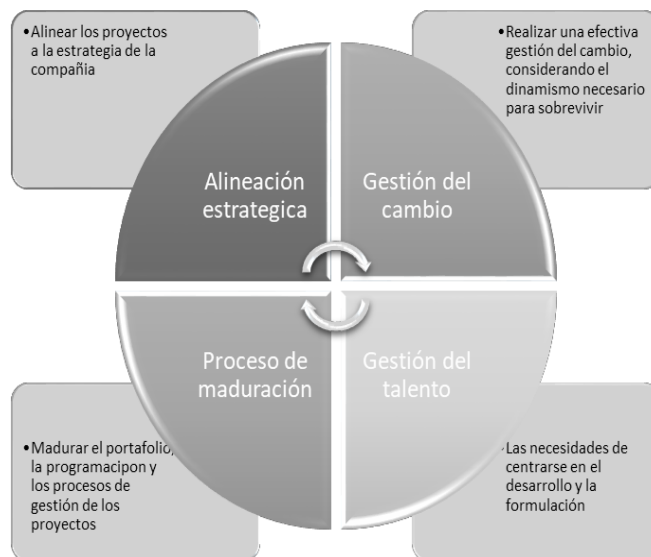 •Alinear los proyectos
a la estrategia de la
compañia
•Realizar una efectiva
gestión del cambio,
considerando el
dinamismo necesario
para sobrevivir
Alineación
estrategica
Gestión del
cambio
Proceso de
maduración
Gestión del
talento
•Madurar el portafolio,
la programacipon y
los procesos de
gestión de los
proyectos
•Las necesidades de
centrarse en el
desarrollo y la
formulación